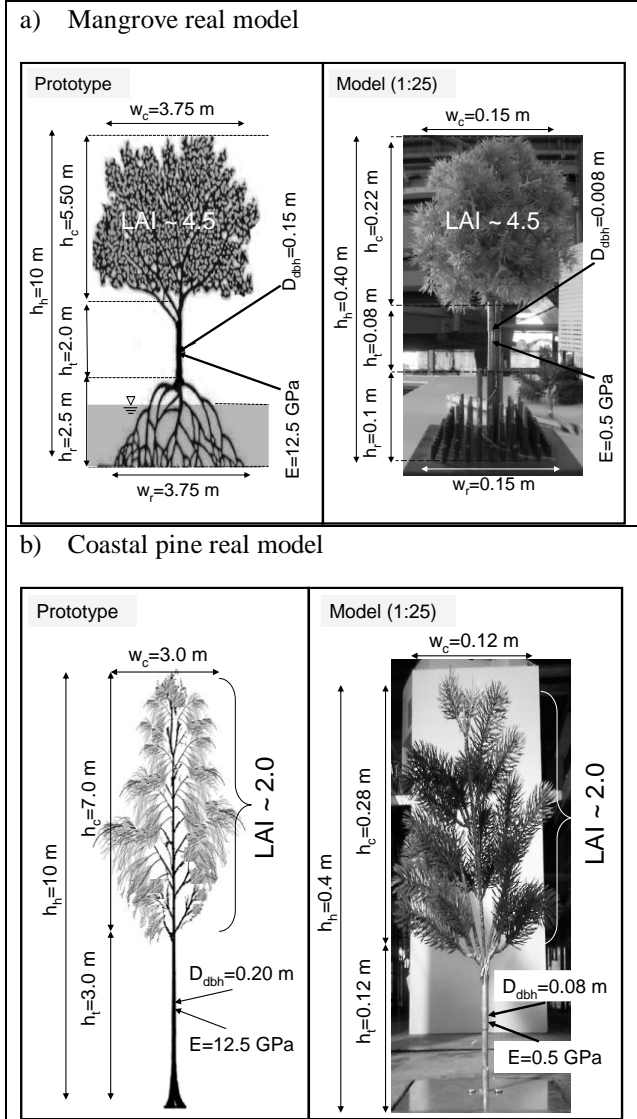 a) Mangrove real model
Prototype
w_c=3.75 m
h_h=10 m
h_c=5.50 m
h_t=2.0 m
h_r=2.5 m
LAI ~ 4.5
D_dbh=0.15 m
E=12.5 GPa
w_r=3.75 m
Model (1:25)
w_c=0.15 m
h_h=0.40 m
h_c=0.22 m
h_t=0.08 m
h_r=0.1 m
LAI ~ 4.5
D_dbh=0.008 m
E=0.5 GPa
w_r=0.15 m
b) Coastal pine real model
Prototype
w_c=3.0 m
h_h=10 m
h_c=7.0 m
h_t=3.0 m
LAI ~ 2.0
D_dbh=0.20 m
E=12.5 GPa
Model (1:25)
w_c=0.12 m
h_h=0.4 m
h_c=0.28 m
h_t=0.12 m
LAI ~ 2.0
D_dbh=0.08 m
E=0.5 GPa